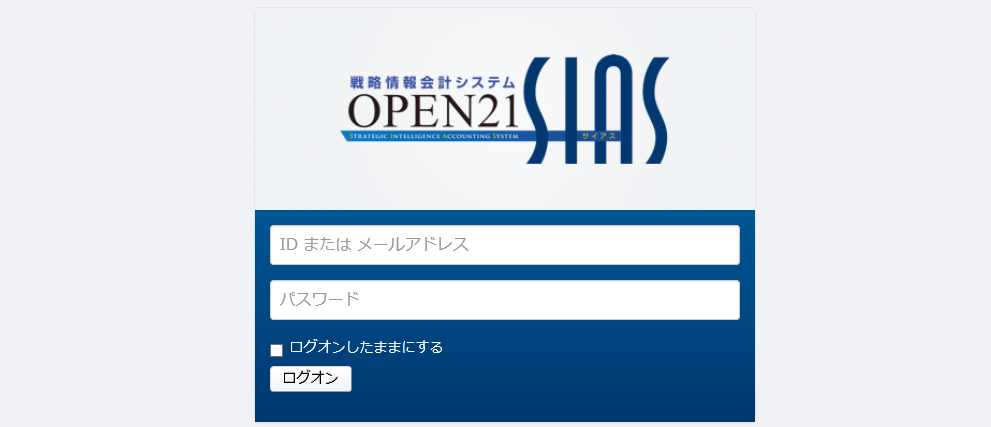 戦略情報会計システム
OPEN21 SIAS
STRATEGIC INTELLIGENCE ACCOUNTING SYSTEM サイアス
ID または メールアドレス
パスワード
ログオンしたままにする
ログオン